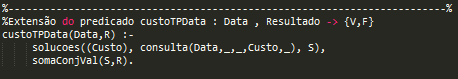 %--------------------------------------------------------------------%
%Extensão do predicado custoTPData : Data , Resultado -> {V,F}
custoTPData(Data,R) :-
solucoes((Custo), consulta(Data,_,_,Custo,_), S),
somaConjVal(S,R).